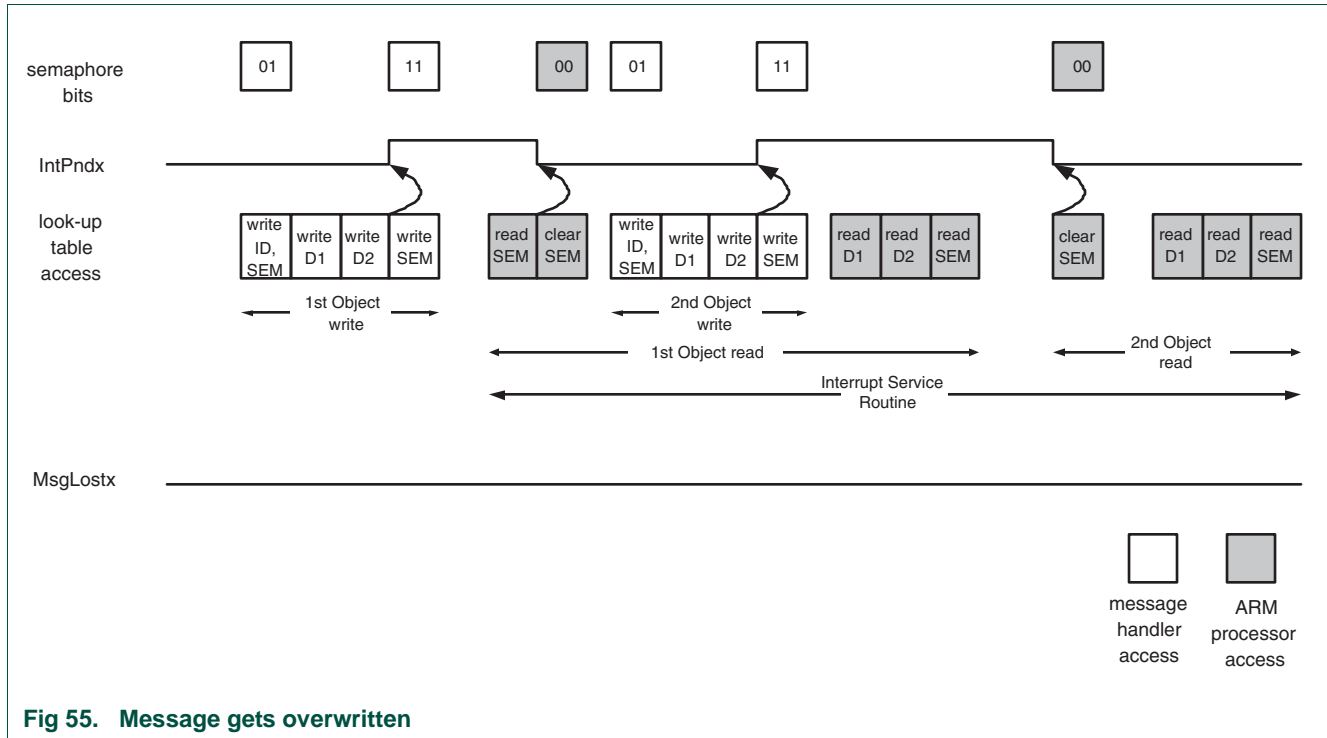 semaphore
bits
01
11
00
01
11
00
IntPndx
look-up
table
access
write
ID,
SEM
write
D1
write
D2
write
SEM
read
SEM
clear
SEM
write
ID,
SEM
write
D1
write
D2
write
SEM
read
D1
read
D2
read
SEM
clear
SEM
read
D1
read
D2
read
SEM
1st Object
write
2nd Object
write
1st Object read
2nd Object
read
Interrupt Service
Routine
MsgLostx
message
handler
access
ARM
processor
access
Fig 55. Message gets overwritten